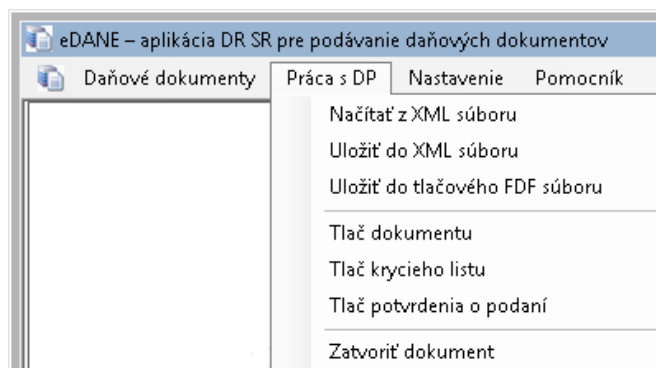 eDANE – aplikácia DR SR pre podávanie daňových dokumentov
Daňové dokumenty Práca s DP Nastavenie Pomocník
Načítať z XML súboru
Uložiť do XML súboru
Uložiť do tlačového FDF súboru
Tlač dokumentu
Tlač krycieho listu
Tlač potvrdenia o podaní
Zatvoriť dokument